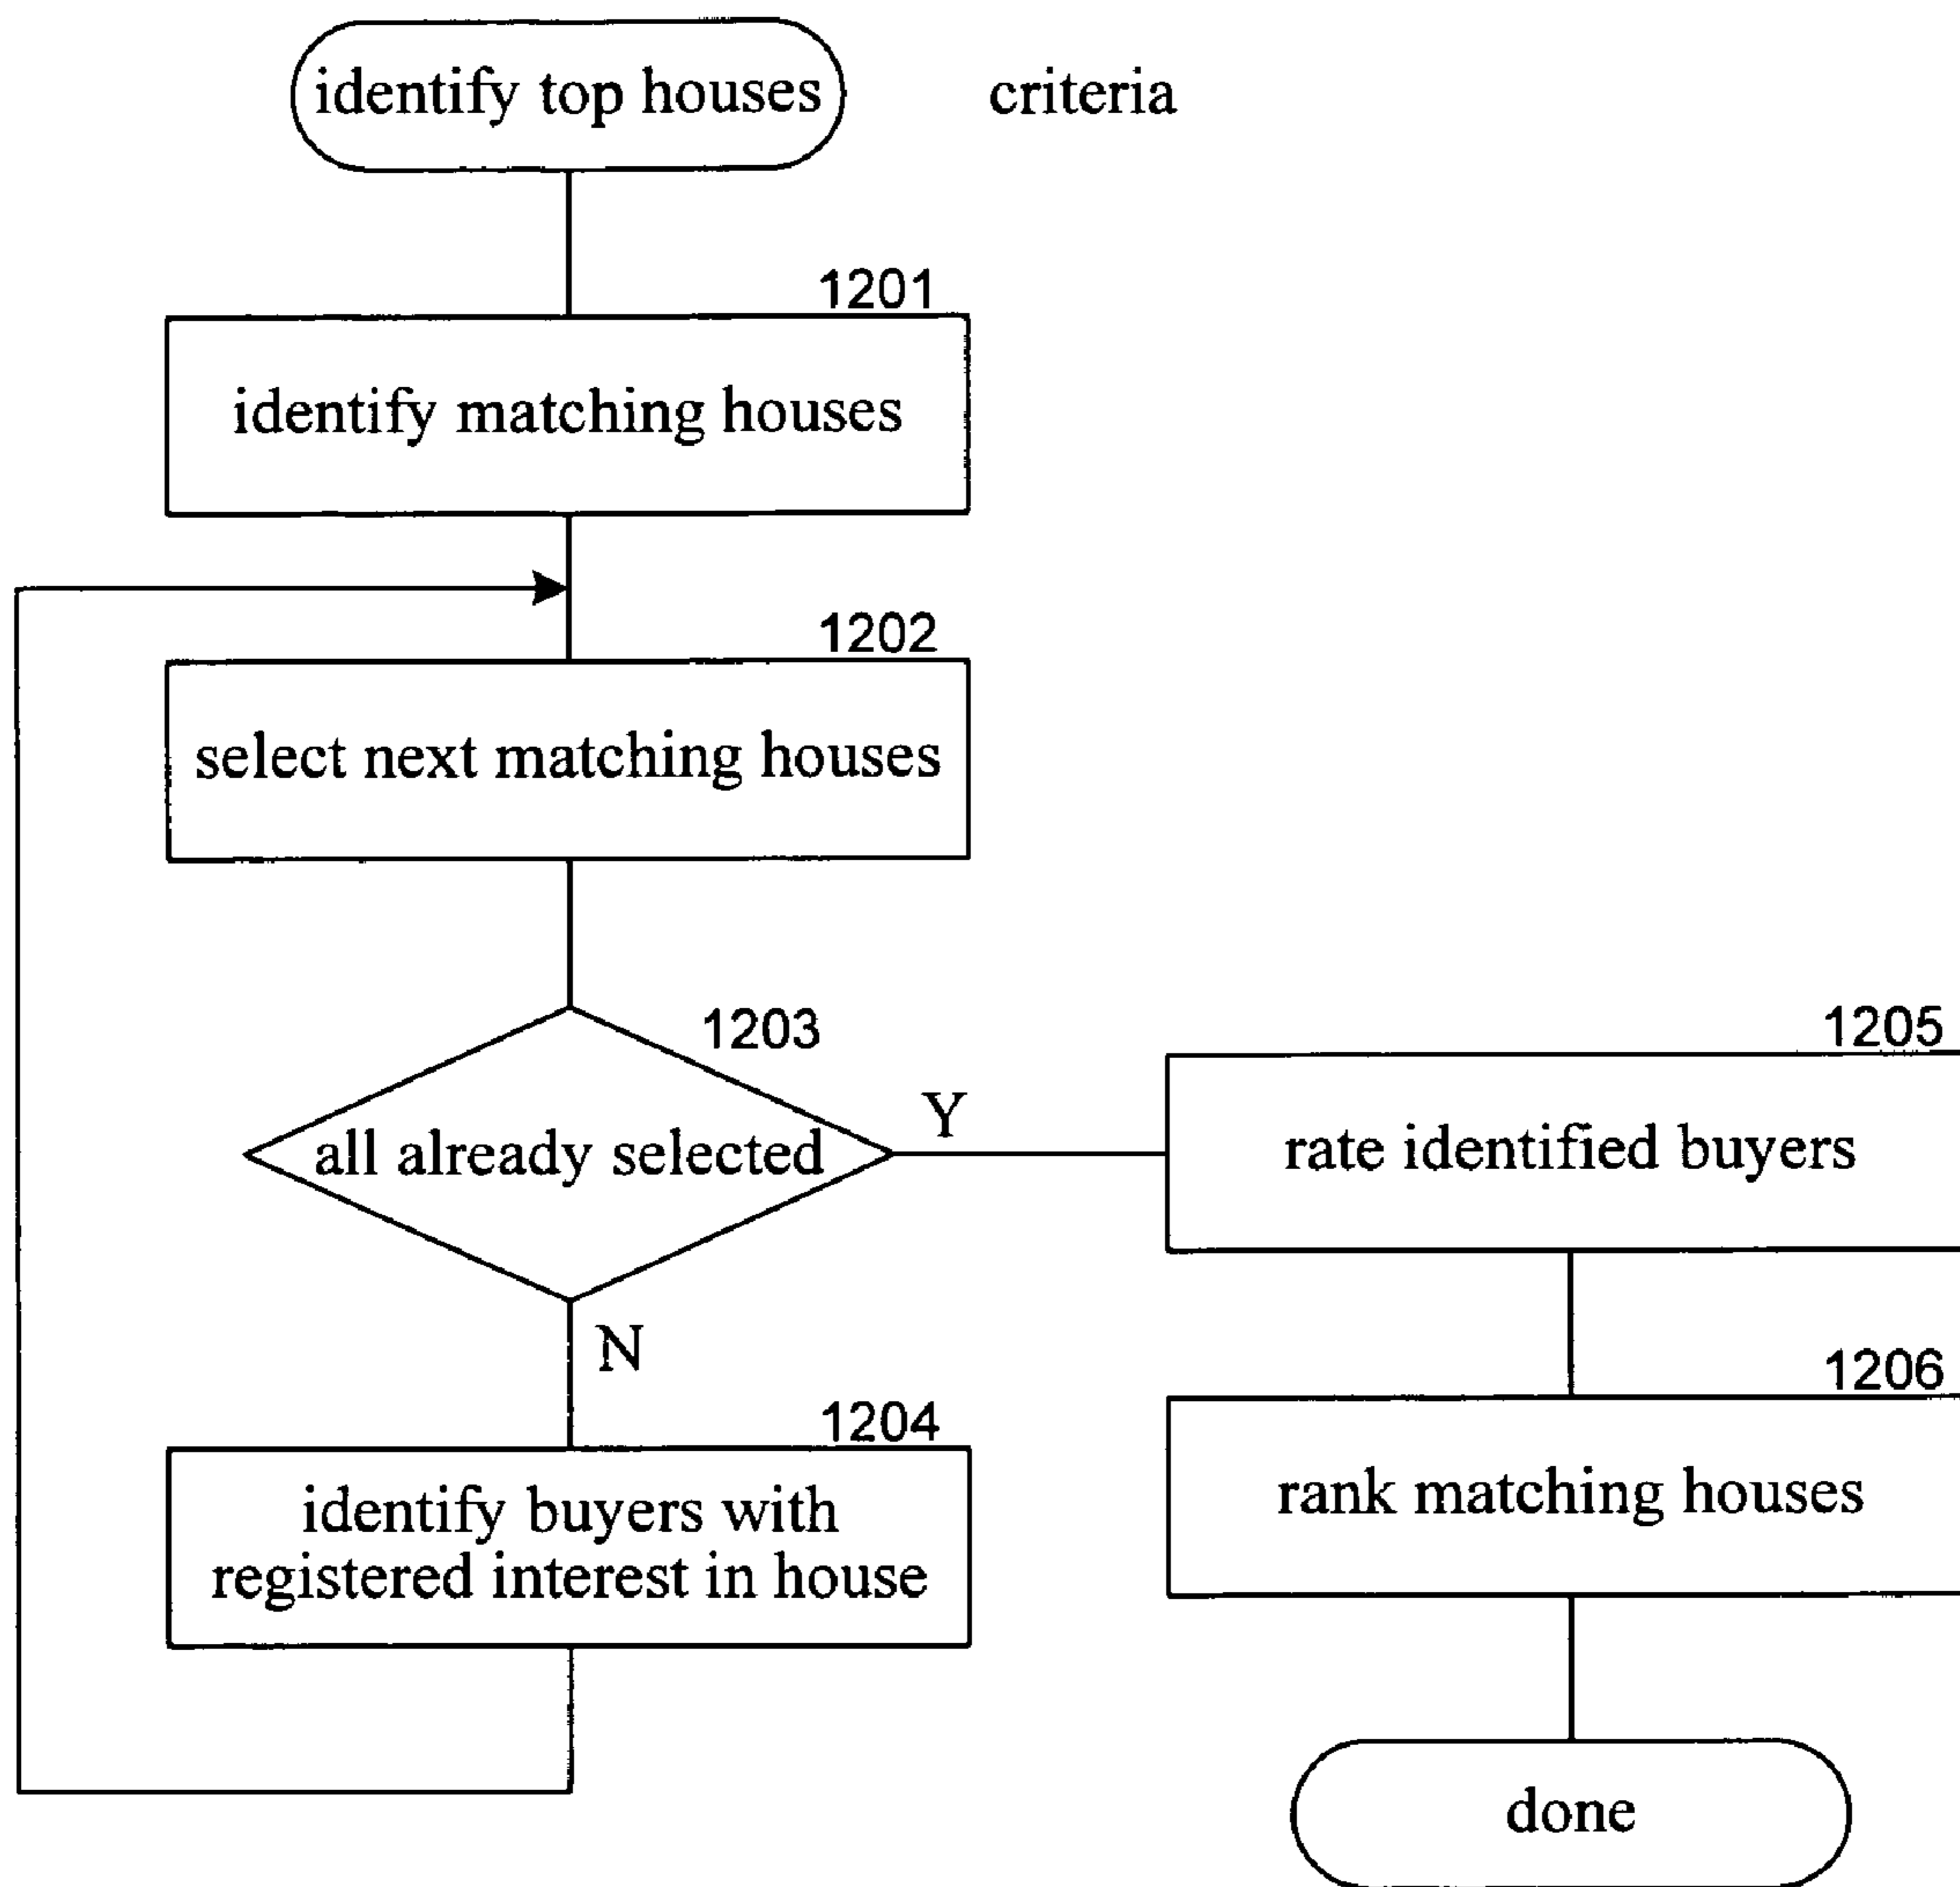 identify top houses
criteria
1201
identify matching houses
1202
select next matching houses
1203
all already selected
Y
N
1204
identify buyers with
registered interest in house
1205
rate identified buyers
1206
rank matching houses
done